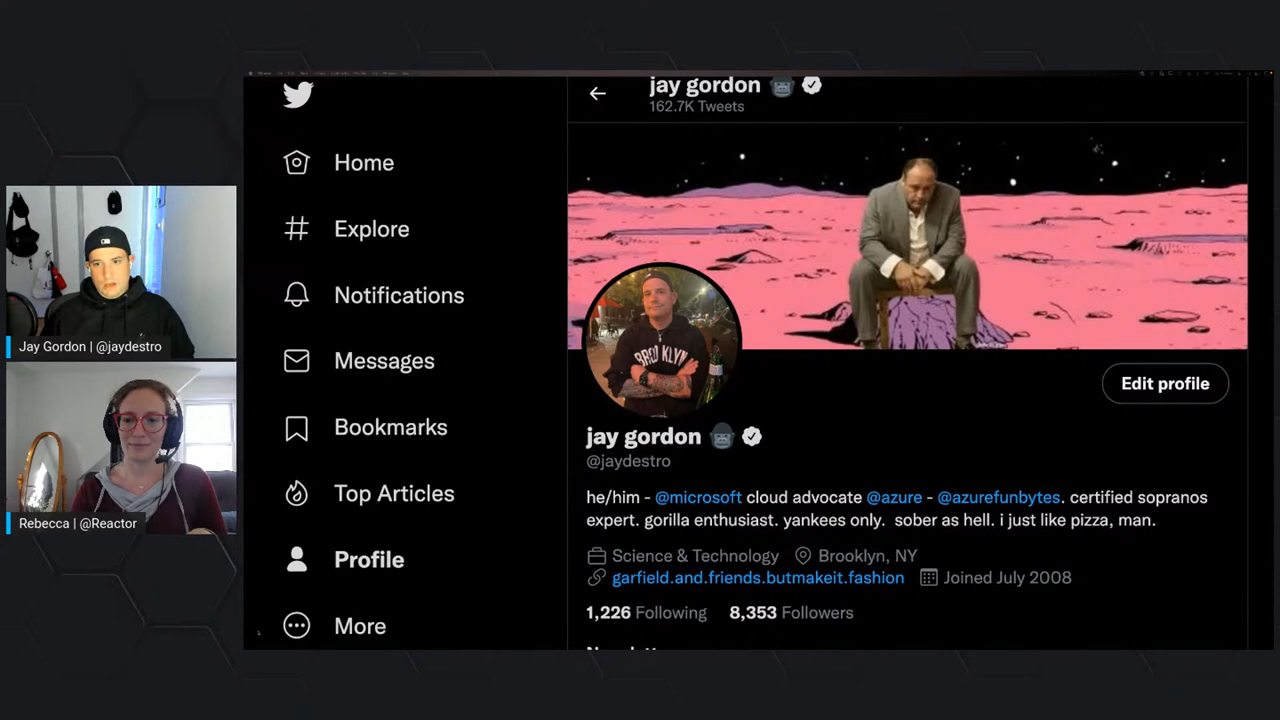 jay gordon
162.7K Tweets
Home
Explore
Notifications
Messages
Bookmarks
Top Articles
Profile
More
BROOKLYN
Edit profile
jay gordon
@jaydestro
he/him - @microsoft cloud advocate @azure - @azurefunbytes. certified sopranos
expert. gorilla enthusiast. yankees only. sober as hell. i just like pizza, man.
Science & Technology Brooklyn, NY
garfield.and.friends.butmakeit.fashion Joined July 2008
1,226 Following 8,353 Followers
Jay Gordon | @jaydestro
Rebecca | @Reactor